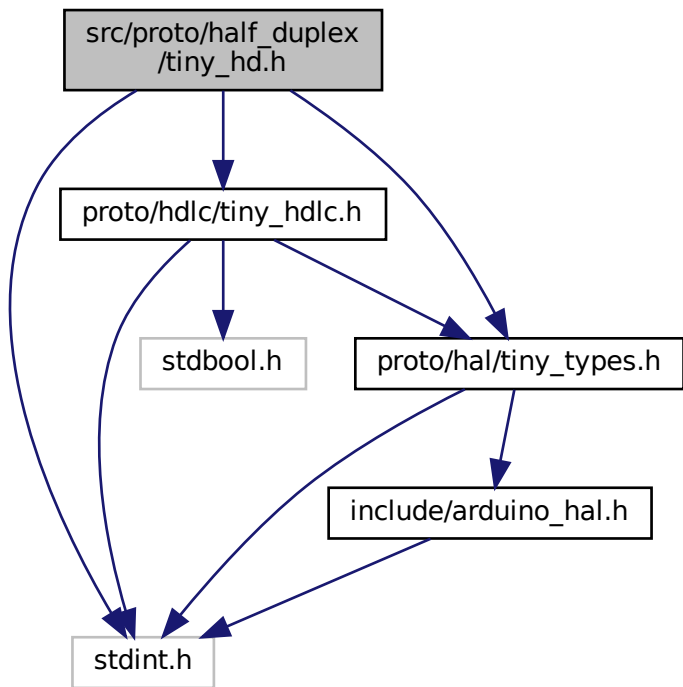 src/proto/half_duplex
/tiny_hd.h
proto/hdlc/tiny_hdlc.h
stdbool.h
proto/hal/tiny_types.h
include/arduino_hal.h
stdint.h